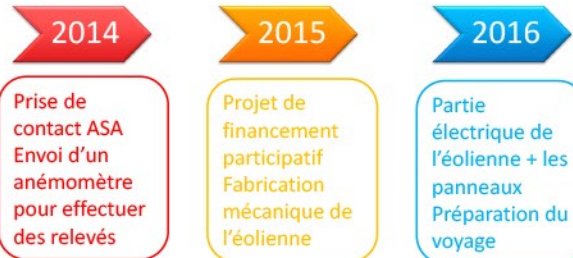 2014
Prise de
contact ASA
Envoi d'un
anémomètre
pour effectuer
des relevés
2015
Projet de
financement
participatif
Fabrication
mécanique de
l'éolienne
2016
Partie
électrique de
l'éolienne + les
panneaux
Préparation du
voyage